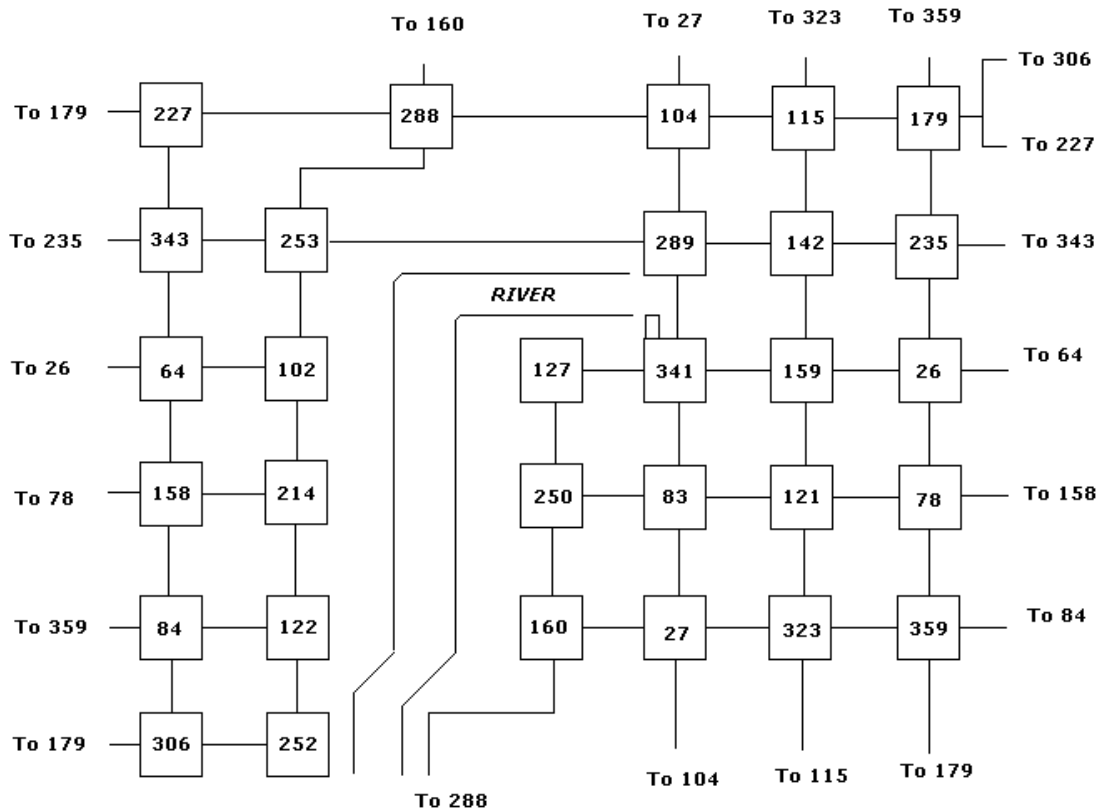 To 160 To 27 To 323 To 359
To 306
To 179 227 288 104 115 179
To 227
To 235 343 253 289 142 235 To 343
RIVER
To 26 64 102 127 341 159 26 To 64
To 78 158 214 250 83 121 78 To 158
To 359 84 122 160 27 323 359 To 84
To 179 306 252
To 288 To 104 To 115 To 179